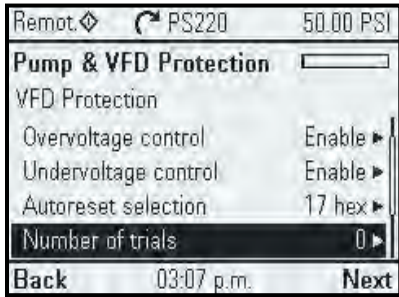 Remot. PS220 50.00 PSI
Pump & VFD Protection
VFD Protection
Overvoltage control Enable
Undervoltage control Enable
Autoreset selection 17 hex
Number of trials 0
Back 03:07 p.m. Next